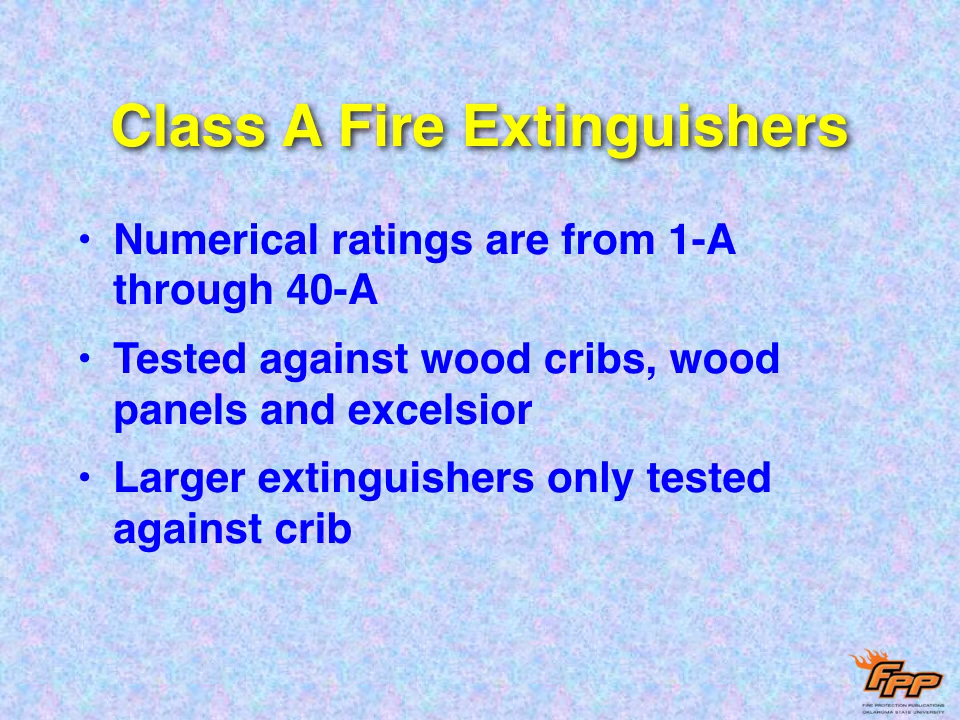 Class A Fire Extinguishers
• Numerical ratings are from 1-A
through 40-A
• Tested against wood cribs, wood
panels and excelsior
• Larger extinguishers only tested
against crib
FPP
FIRE PROTECTION PUBLICATIONS
OKLAHOMA STATE UNIVERSITY